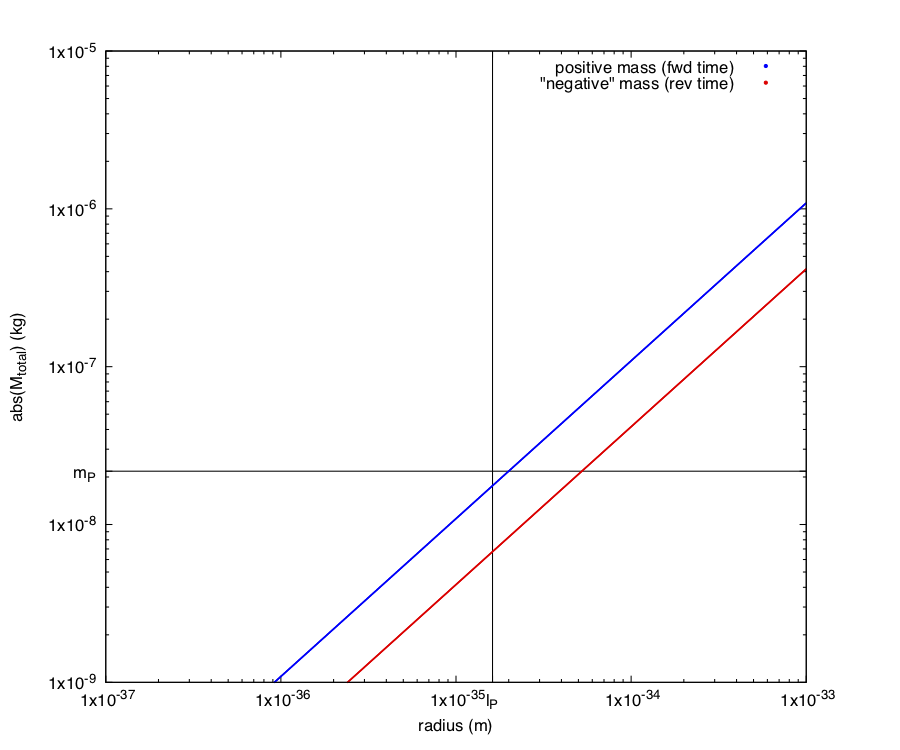 1x10-5
positive mass (fwd time)
"negative" mass (rev time)
1x10-6
abs(Mtotal) (kg)
1x10-7
mP
1x10-8
1x10-9
1x10-37
1x10-36
1x10-35
lP
1x10-34
1x10-33
radius (m)